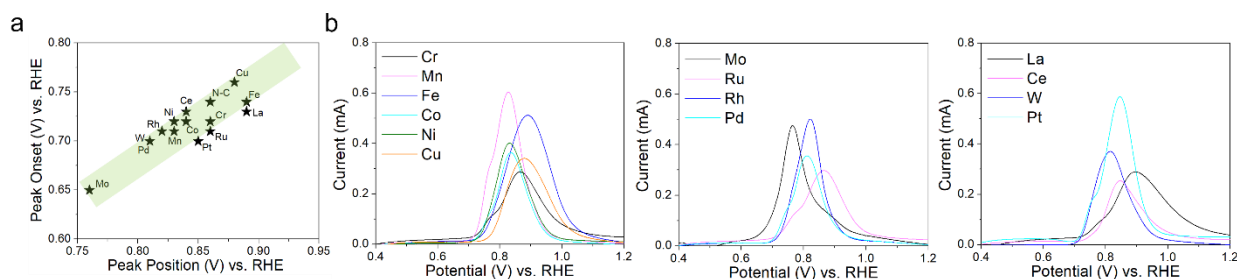 a
Peak Onset (V) vs. RHE
0.80
0.75
0.70
0.65
0.60
0.75
0.80
0.85
0.90
0.95
Peak Position (V) vs. RHE
Cu
N-C
Fe
Ce
La
Ni
Cr
Rh
Co
Ru
W
Mn
Pd
Pt
Mo
b
Current (mA)
0.8
0.6
0.4
0.2
0.0
0.4
0.6
0.8
1.0
1.2
Potential (V) vs. RHE
Cr
Mn
Fe
Co
Ni
Cu
Current (mA)
0.8
0.6
0.4
0.2
0.0
0.4
0.6
0.8
1.0
1.2
Potential (V) vs. RHE
Mo
Ru
Rh
Pd
Current (mA)
0.8
0.6
0.4
0.2
0.0
0.4
0.6
0.8
1.0
1.2
Potential (V) vs. RHE
La
Ce
W
Pt